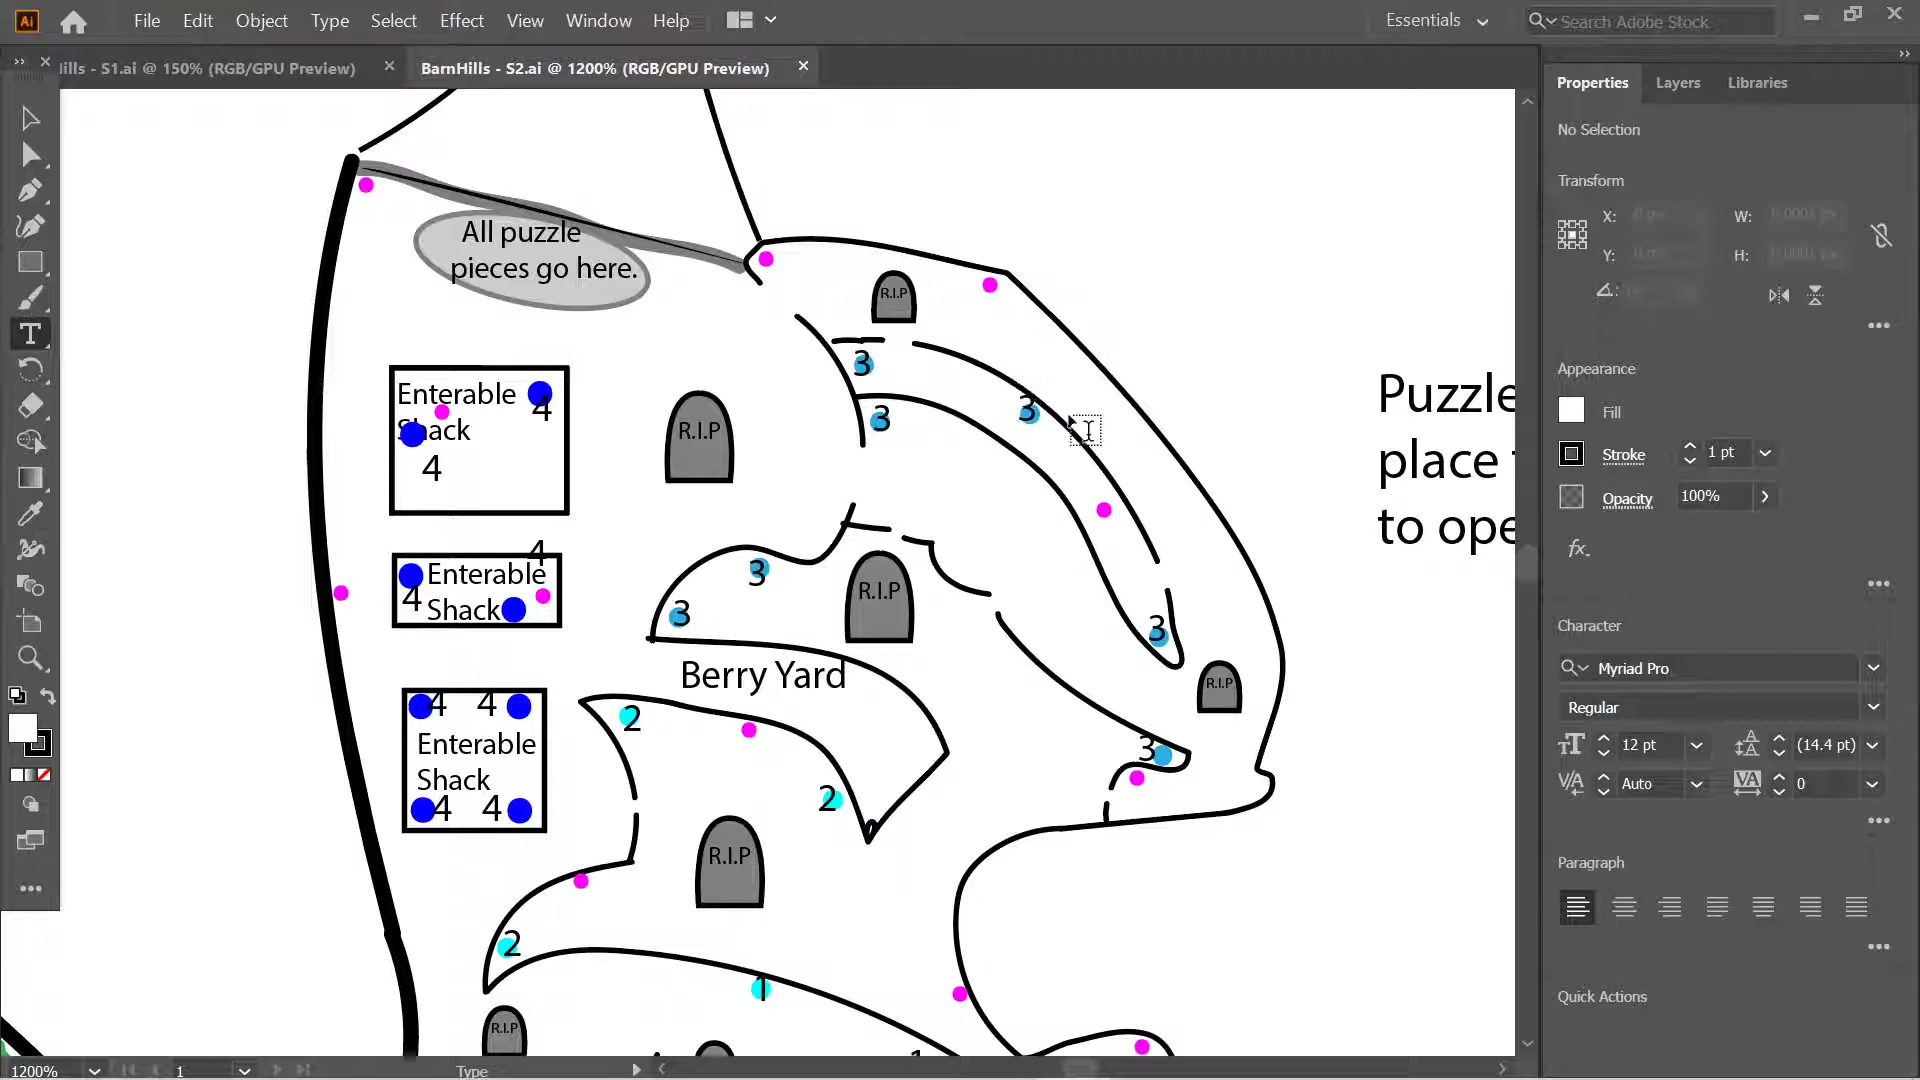 Ai
File Edit Object Type Select Effect View Window Help
Essentials
Search Adobe Stock
ills - S1.ai @ 150% (RGB/GPU Preview)
BarnHills - S2.ai @ 1200% (RGB/GPU Preview)
Properties Layers Libraries
No Selection
Transform
X: W:
Y: H:
Appearance
Fill
Stroke 1 pt
Opacity 100%
fx.
Character
Myriad Pro
Regular
12 pt (14.4 pt)
Auto 0
Paragraph
Quick Actions
All puzzle
pieces go here.
R.I.P
3
3
3
Enterable
Shack
4
4
R.I.P
Puzzle
place
to ope
4
Enterable
Shack
4
3
3
R.I.P
3
Berry Yard
R.I.P
4 4
Enterable
Shack
4 4
2
2
3
R.I.P
2
1
R.I.P
1200% 1 Type